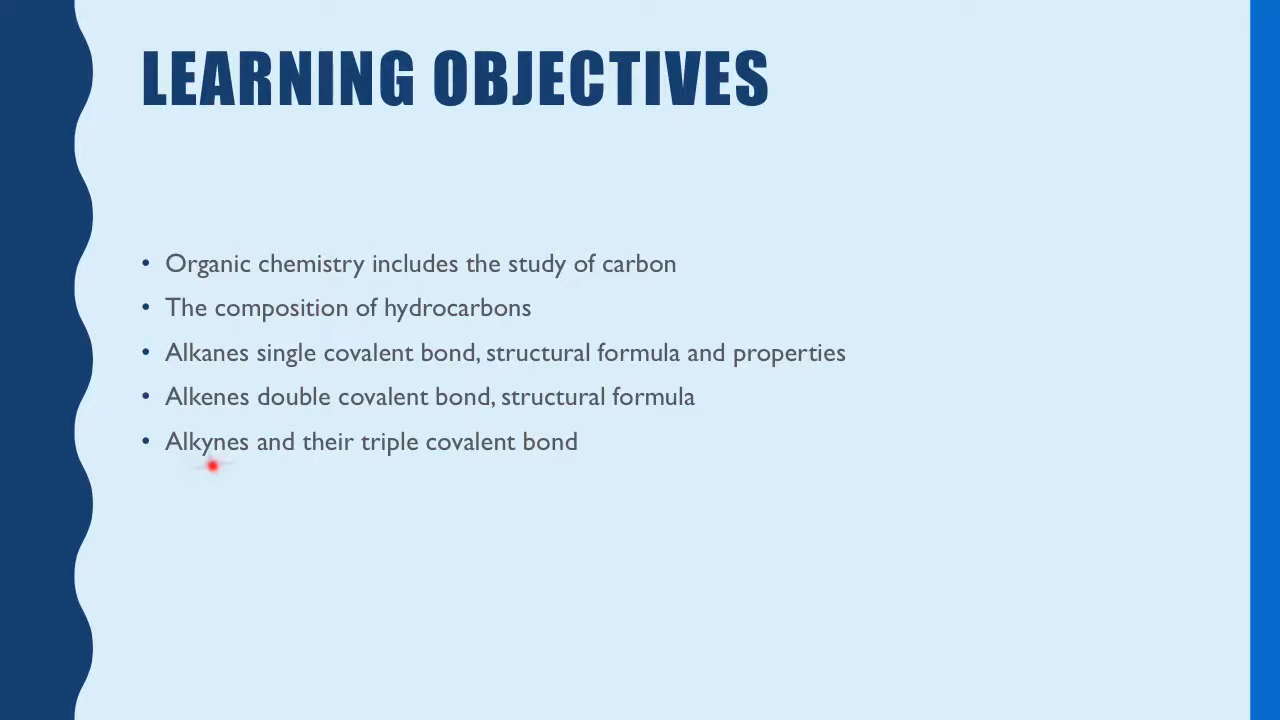 LEARNING OBJECTIVES
• Organic chemistry includes the study of carbon
• The composition of hydrocarbons
• Alkanes single covalent bond, structural formula and properties
• Alkenes double covalent bond, structural formula
• Alkynes and their triple covalent bond